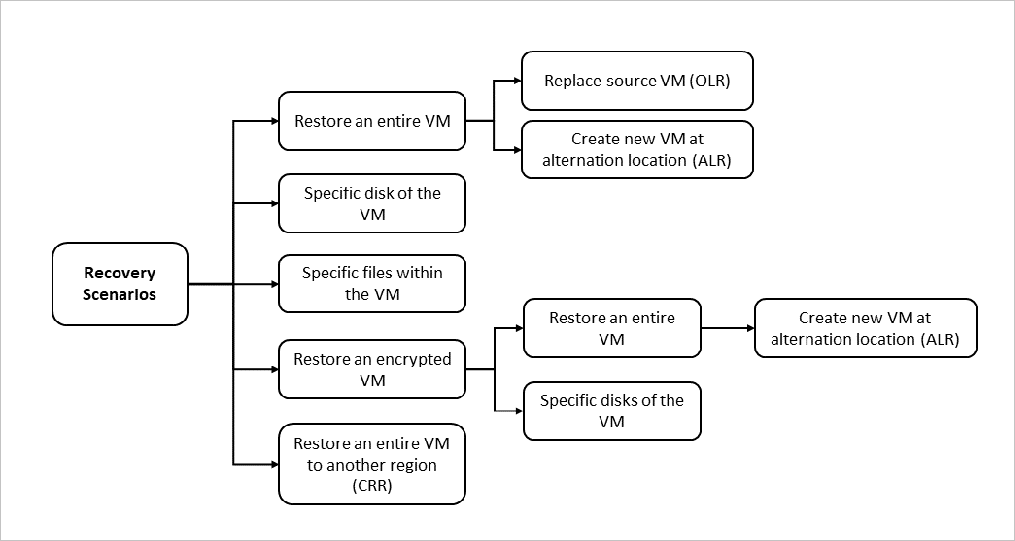 Recovery
Scenarios
Restore an entire VM
Replace source VM (OLR)
Create new VM at
alternation location (ALR)
Specific disk of the
VM
Specific files within
the VM
Restore an encrypted
VM
Restore an entire
VM
Create new VM at
alternation location (ALR)
Specific disks of the
VM
Restore an entire VM
to another region
(CRR)